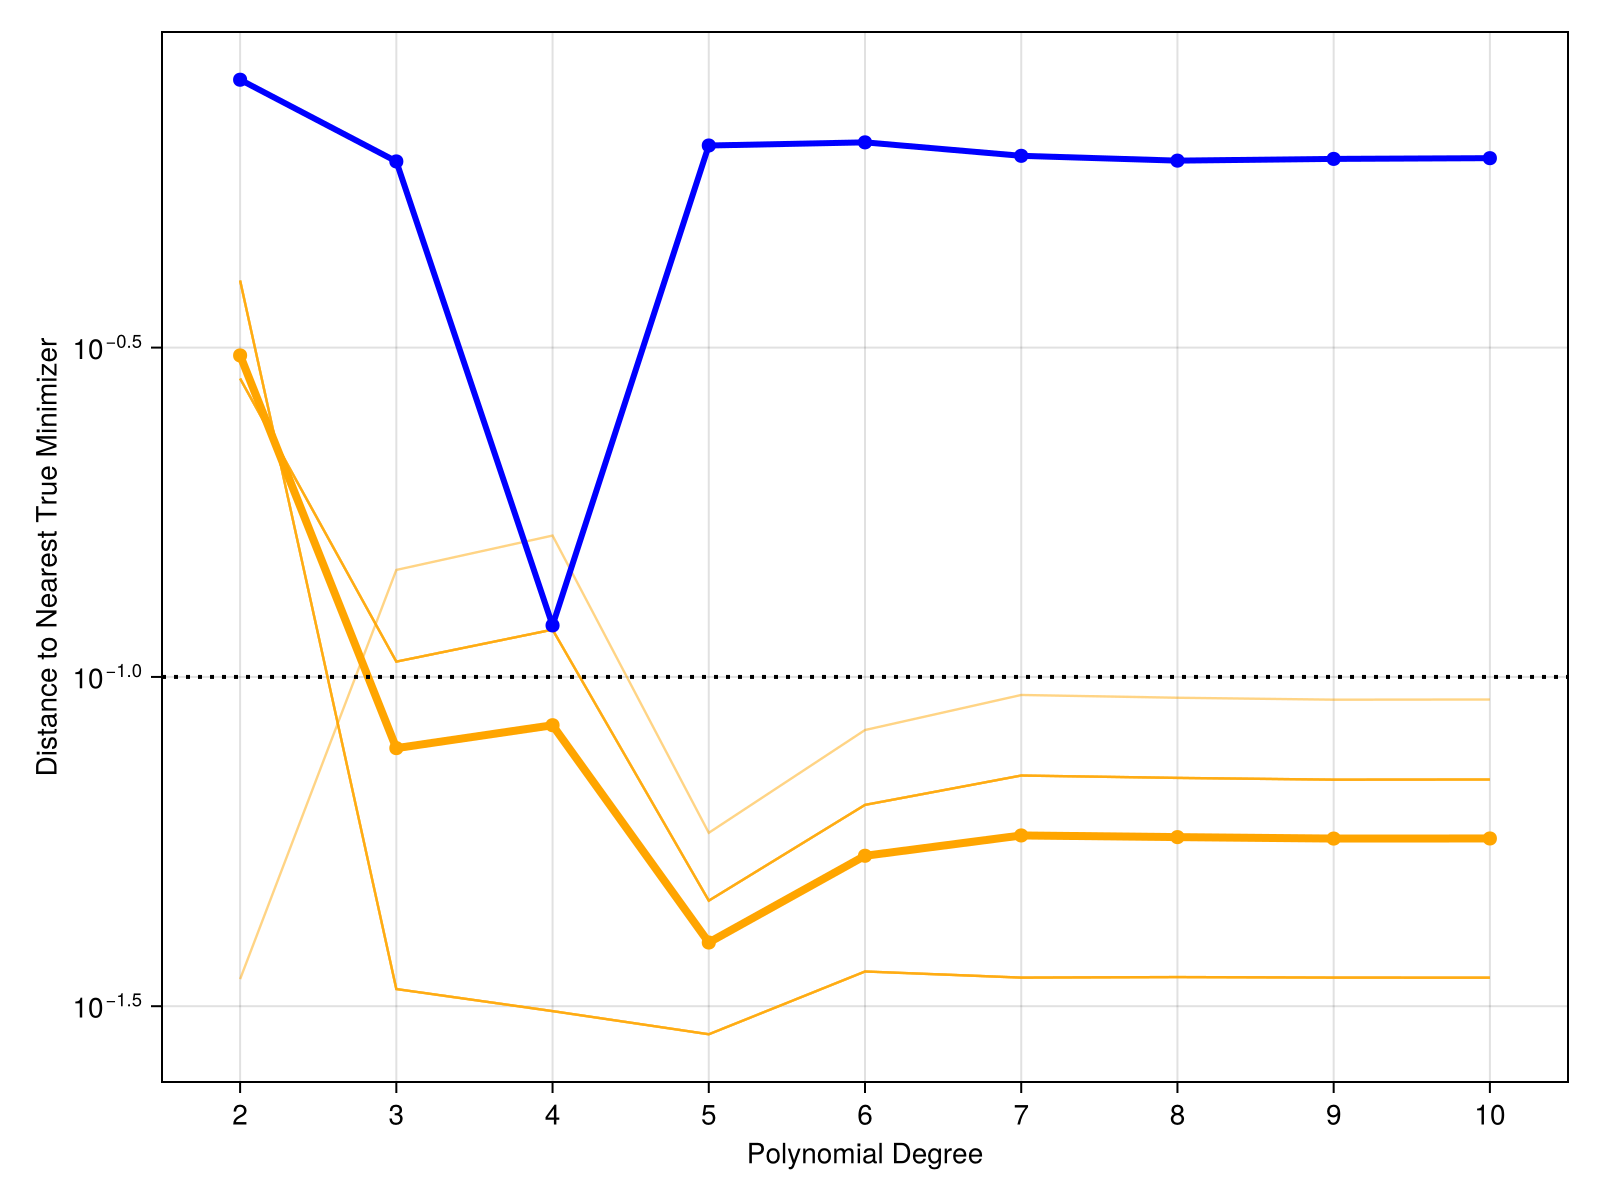 Distance to Nearest True Minimizer
10⁻⁰·⁵
10⁻¹·⁰
10⁻¹·⁵
2 3 4 5 6 7 8 9 10
Polynomial Degree